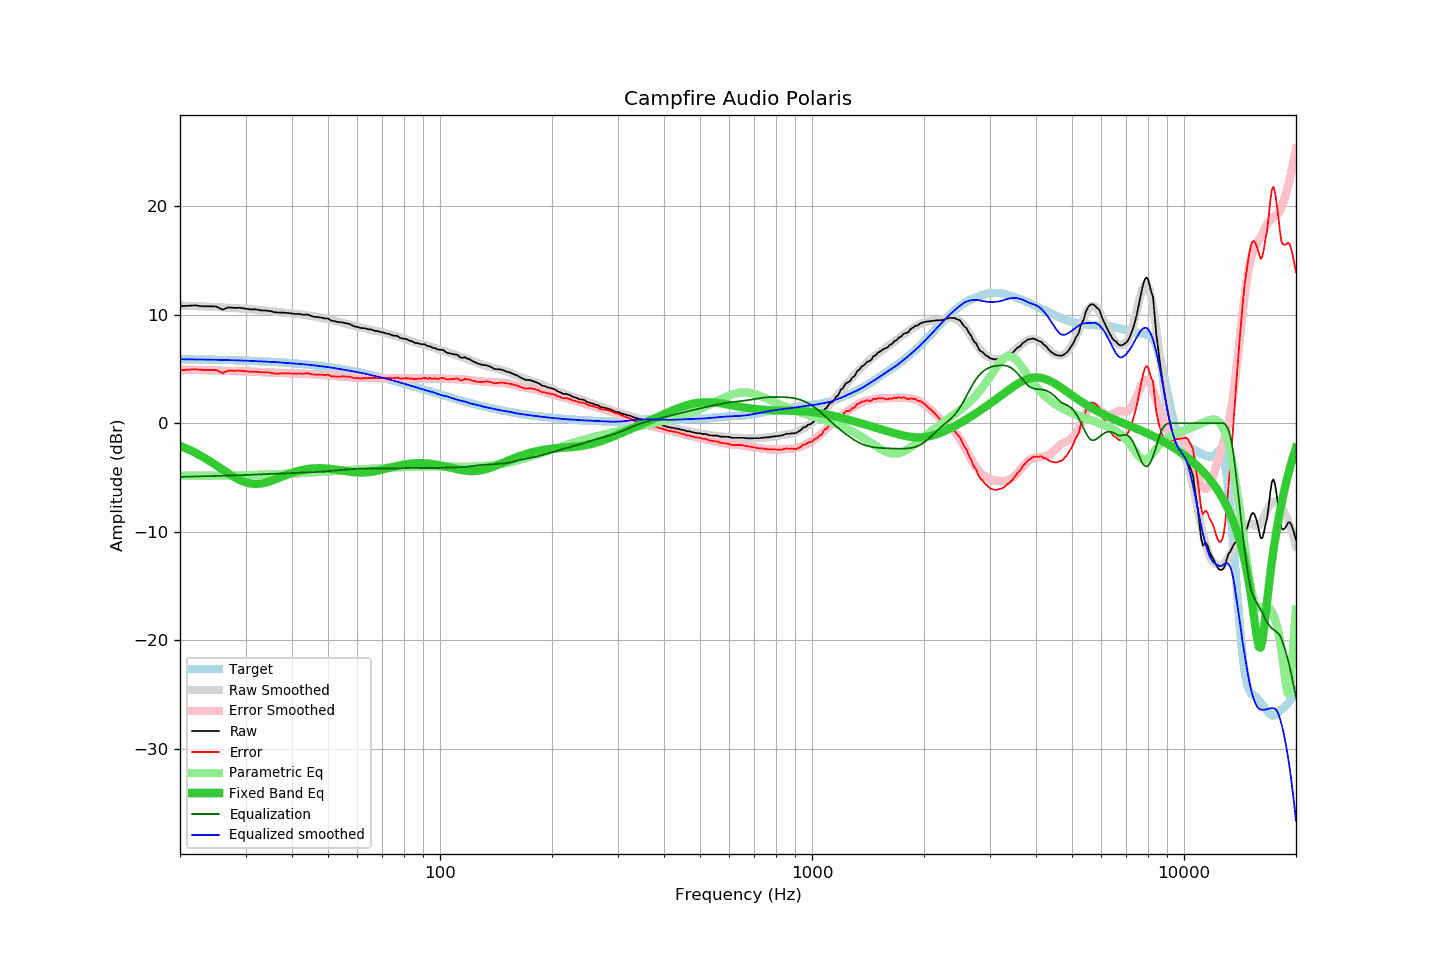 Campfire Audio Polaris
20
10
0
−10
−20
−30
Amplitude (dBr)
Target
Raw Smoothed
Error Smoothed
Raw
Error
Parametric Eq
Fixed Band Eq
Equalization
Equalized smoothed
100
1000
10000
Frequency (Hz)